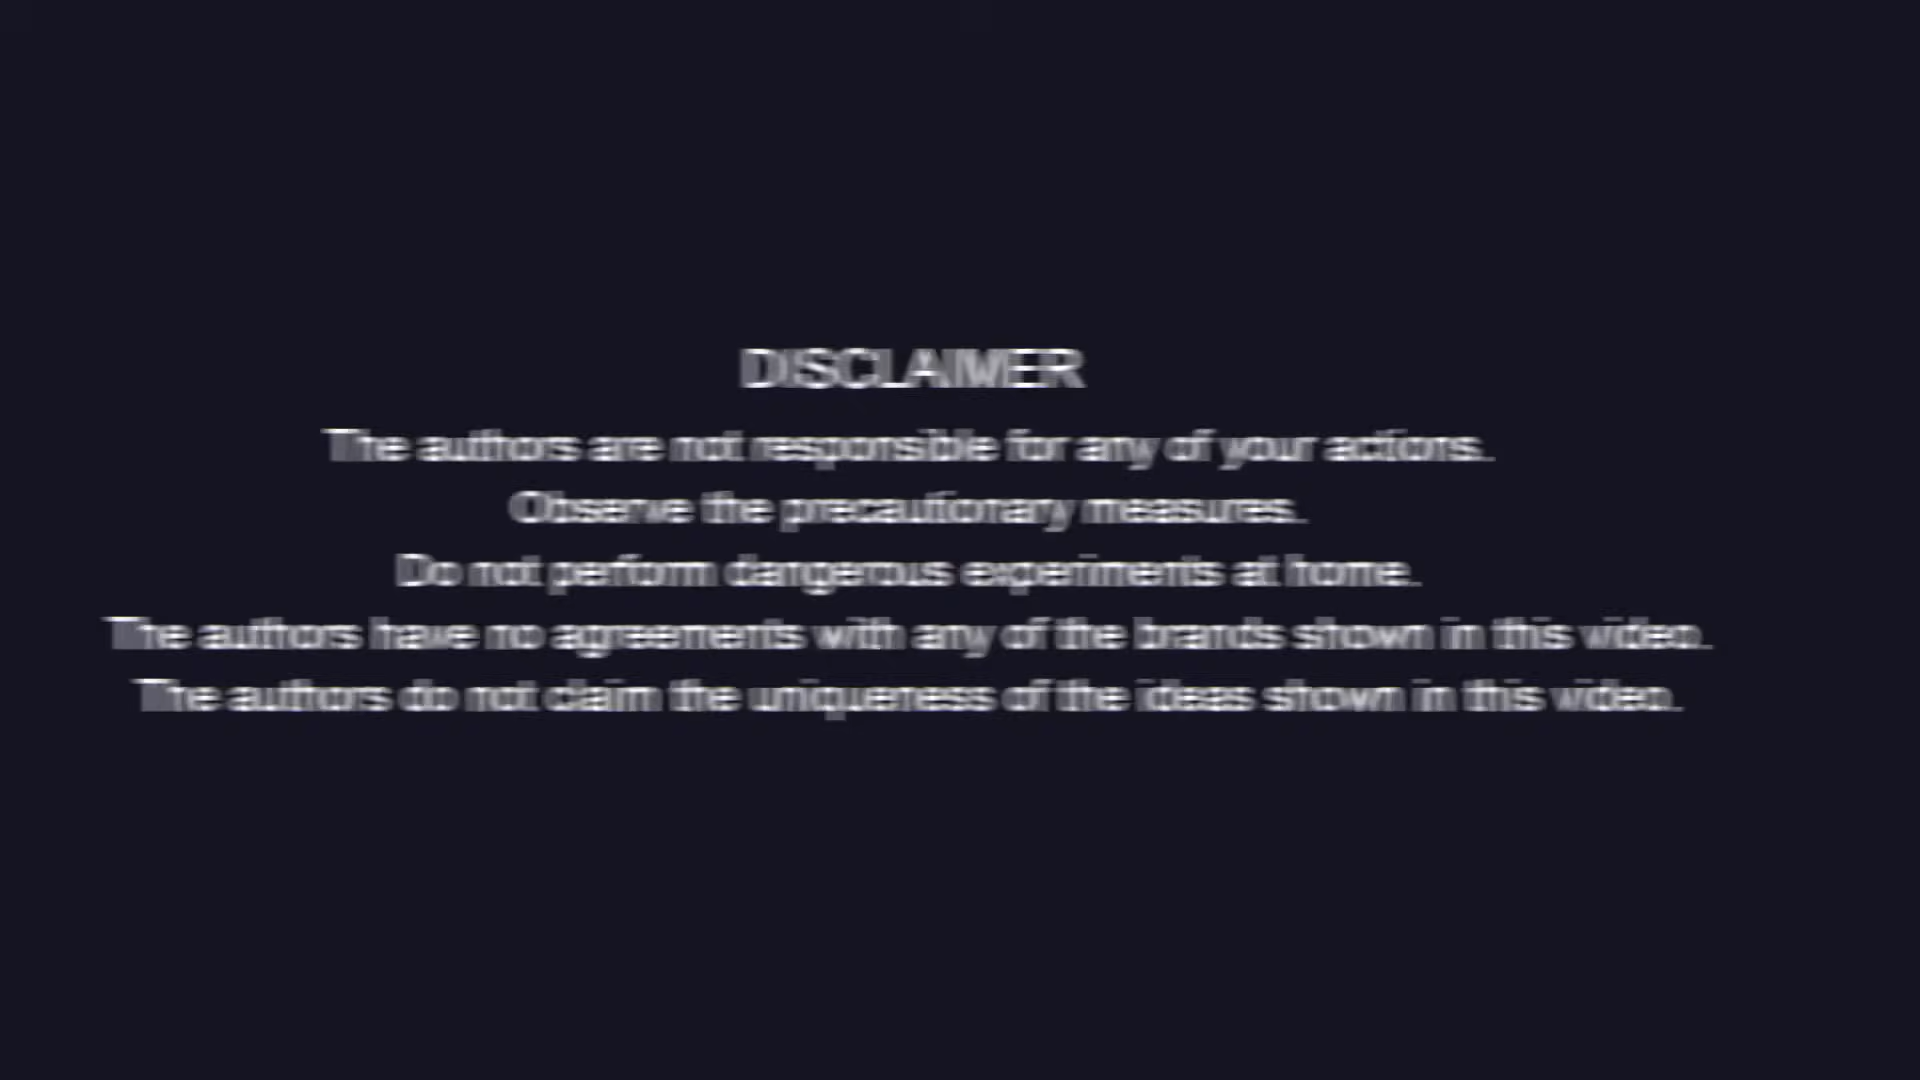 DISCLAIMER
The authors are not responsible for any of your actions.
Observe the precautionary measures.
Do not perform dangerous experiments at home.
The authors have no agreements with any of the brands shown in this video.
The authors do not claim the uniqueness of the ideas shown in this video.